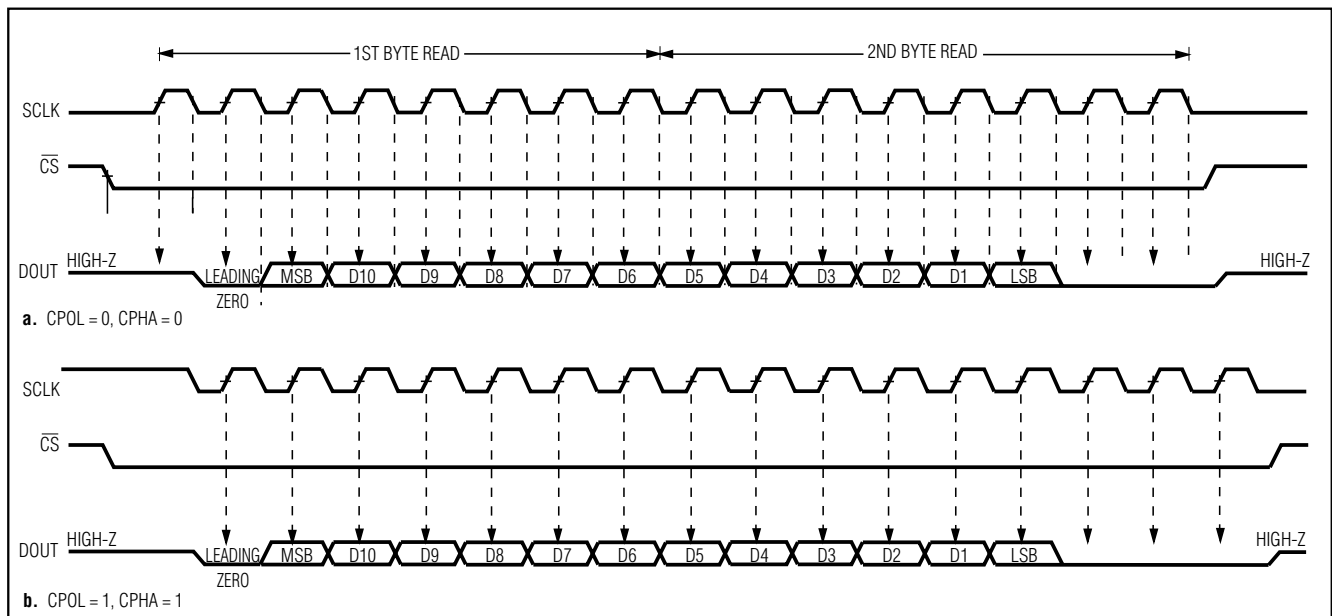 1ST BYTE READ 2ND BYTE READ
SCLK
CS
DOUT HIGH-Z LEADING ZERO MSB D10 D9 D8 D7 D6 D5 D4 D3 D2 D1 LSB HIGH-Z
a. CPOL = 0, CPHA = 0
SCLK
CS
DOUT HIGH-Z LEADING ZERO MSB D10 D9 D8 D7 D6 D5 D4 D3 D2 D1 LSB HIGH-Z
b. CPOL = 1, CPHA = 1